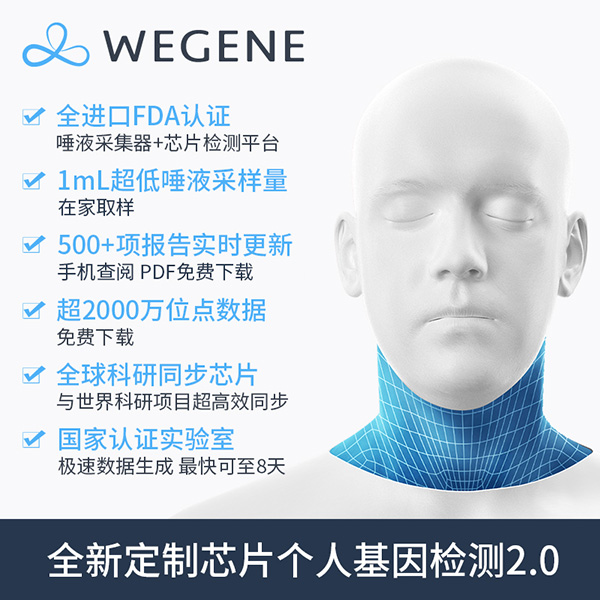 WEGENE
全进口FDA认证
唾液采集器+芯片检测平台
1mL超低唾液采样量
在家取样
500+项报告实时更新
手机查阅 PDF免费下载
超2000万位点数据
免费下载
全球科研同步芯片
与世界科研项目超高效同步
国家认证实验室
极速数据生成 最快可至8天
全新定制芯片个人基因检测2.0